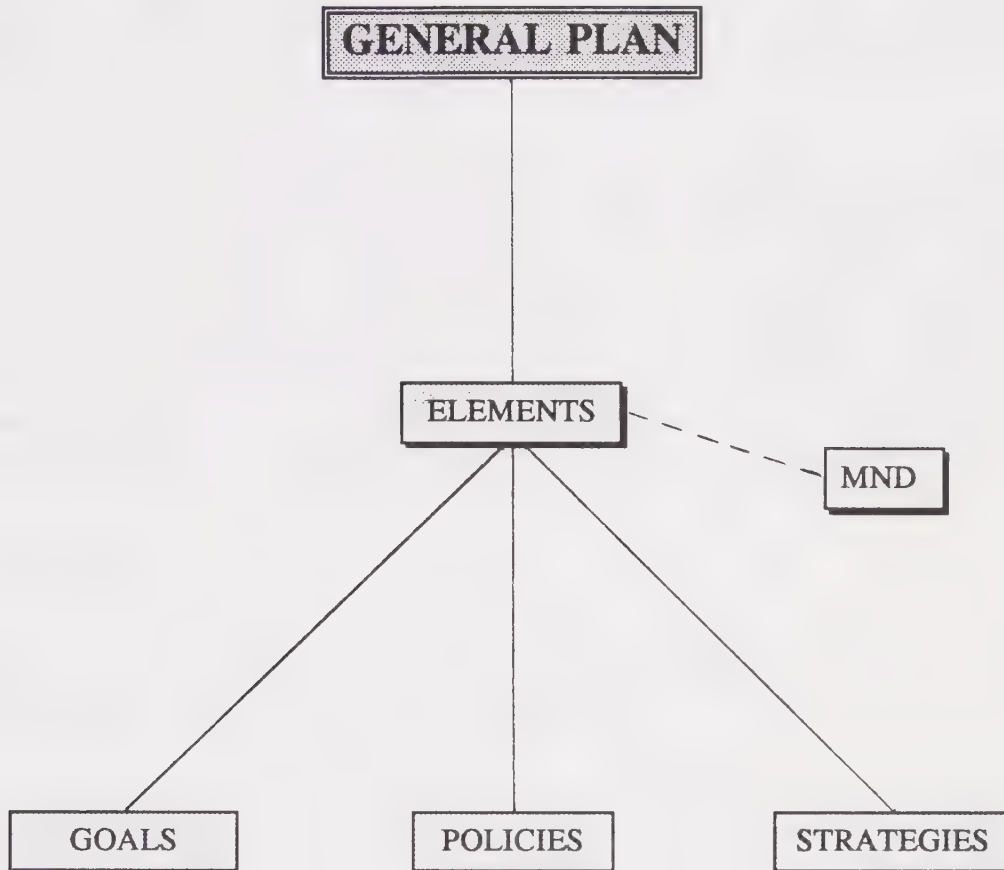 GENERAL PLAN
ELEMENTS
MND
GOALS
POLICIES
STRATEGIES